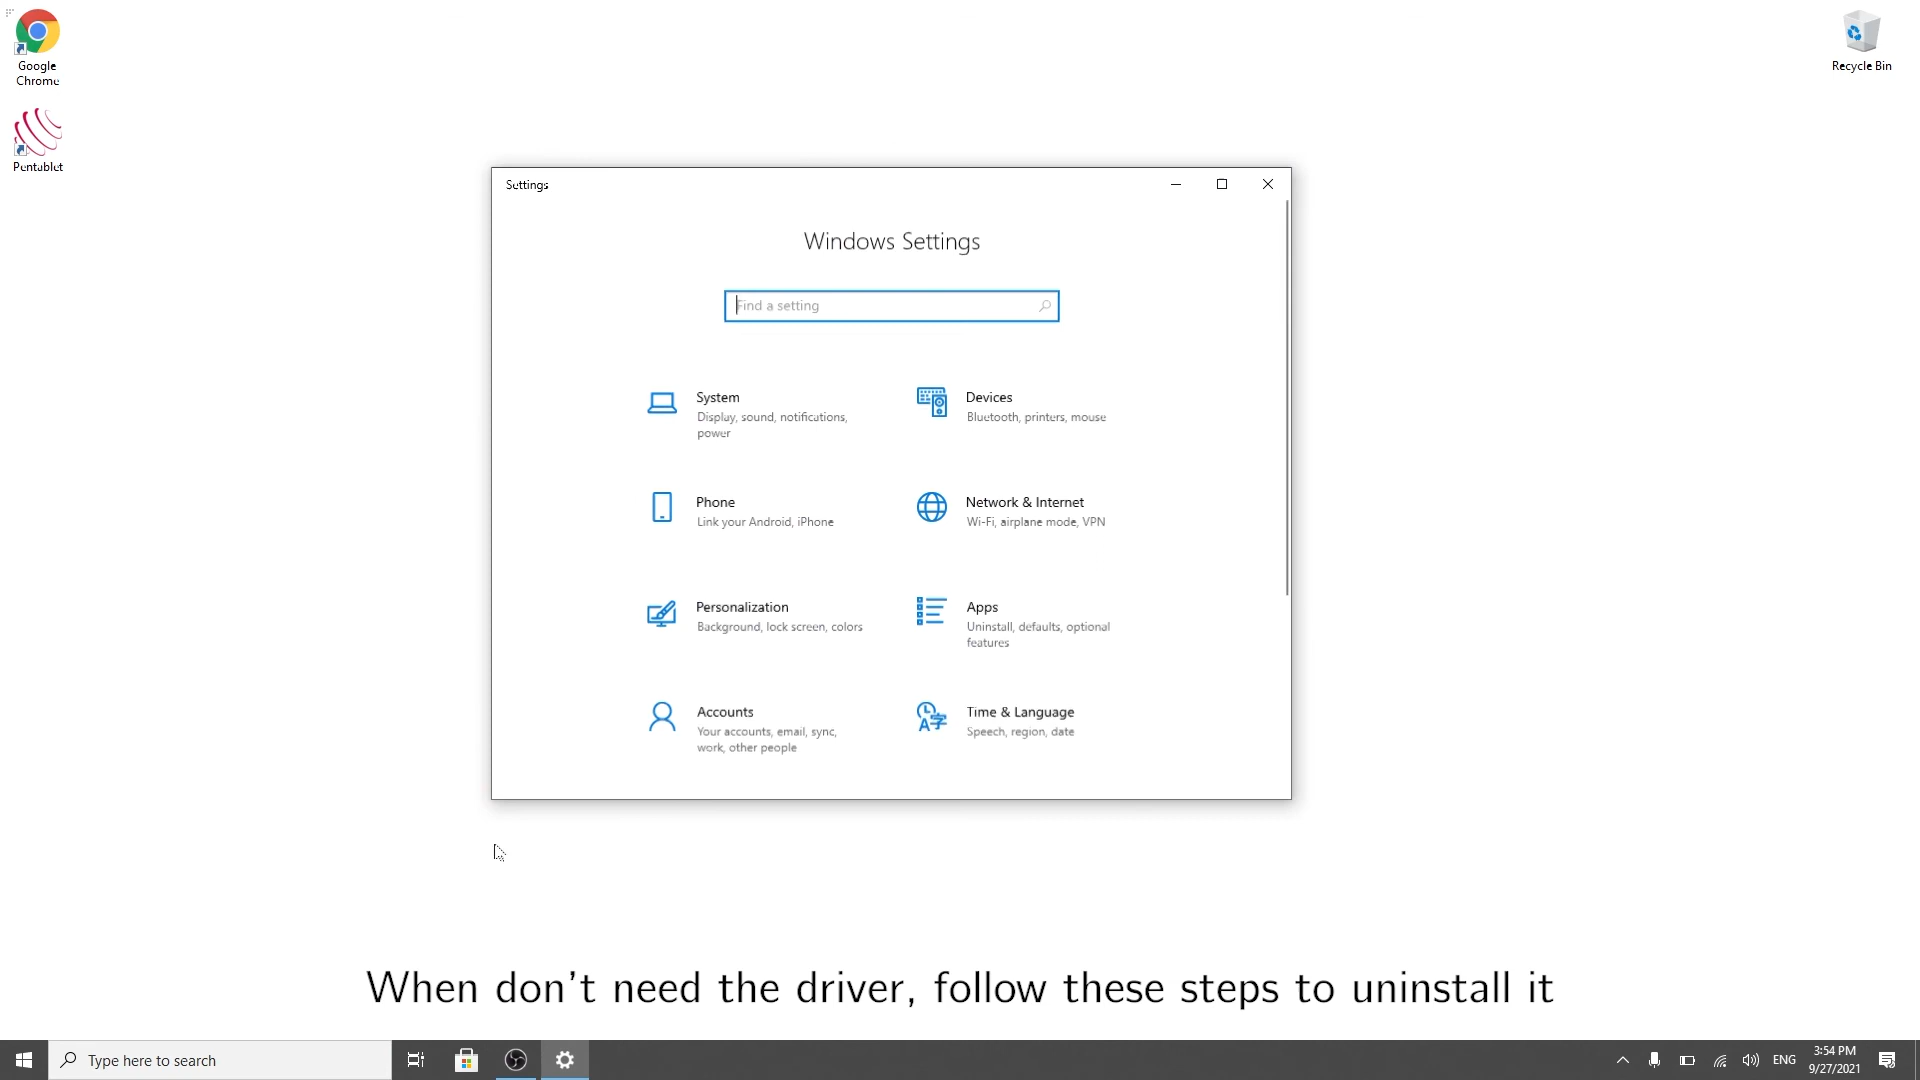 Google
Chrome
Pentablet
Recycle Bin
Settings
Windows Settings
Find a setting
System
Display, sound, notifications,
power
Devices
Bluetooth, printers, mouse
Phone
Link your Android, iPhone
Network & Internet
Wi-Fi, airplane mode, VPN
Personalization
Background, lock screen, colors
Apps
Uninstall, defaults, optional
features
Accounts
Your accounts, email, sync,
work, other people
Time & Language
Speech, region, date
When don't need the driver, follow these steps to uninstall it
Type here to search
ENG
3:54 PM
9/27/2021